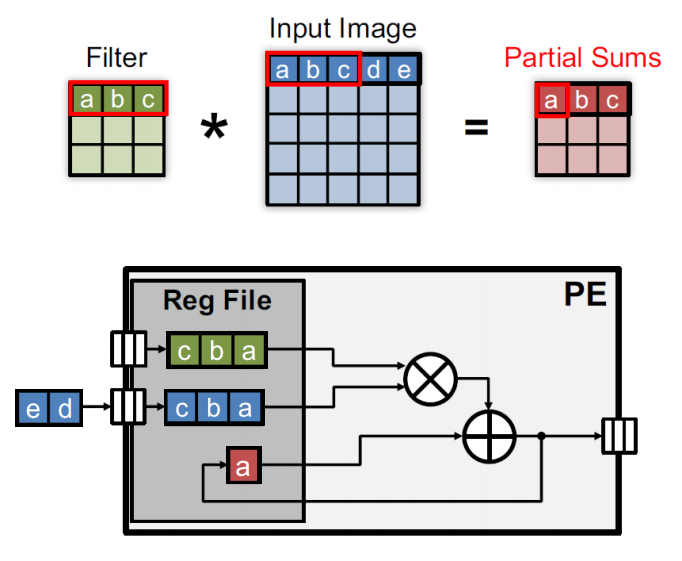 Input Image
Filter
Partial Sums
a b c
a b c d e
a b c
*
=
PE
Reg File
c b a
e d
c b a
a